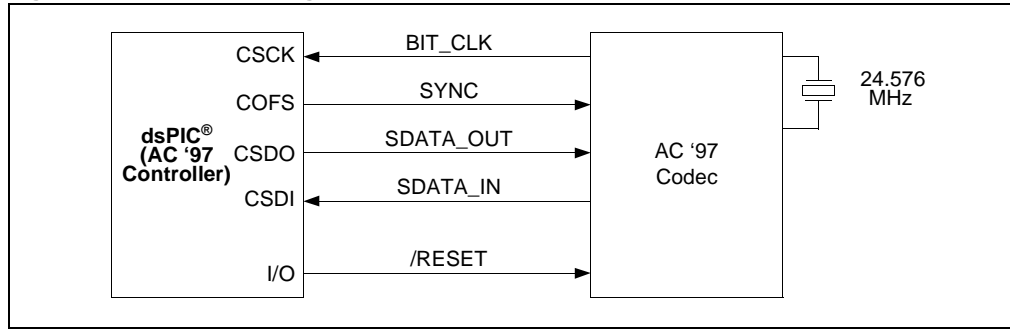 CSCK
BIT_CLK
COFS
SYNC
dsPIC®
(AC ‘97
Controller)
CSDO
SDATA_OUT
CSDI
SDATA_IN
I/O
/RESET
AC ‘97
Codec
24.576
MHz